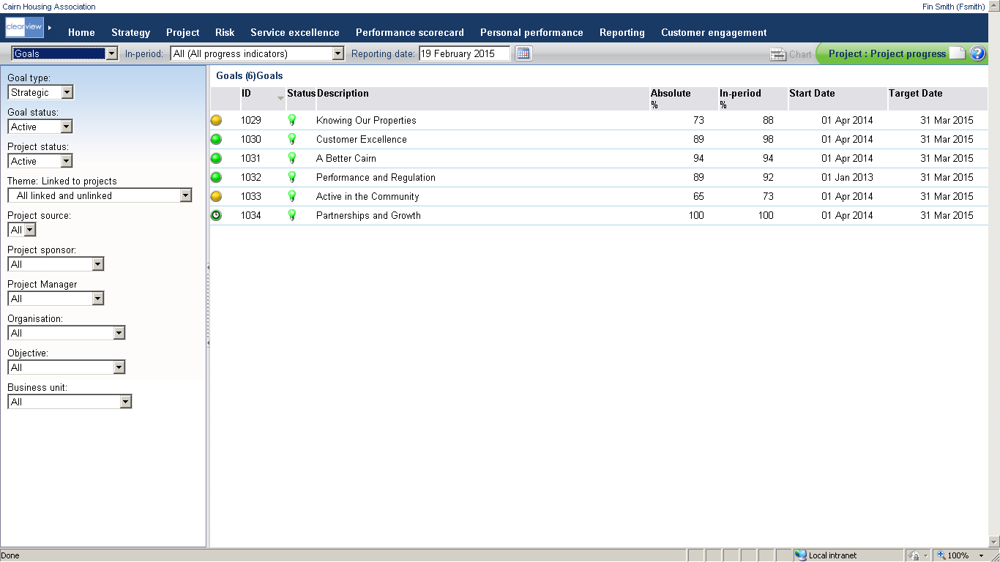 Cairn Housing Association Fin Smith (Fsmith)
clearview Home Strategy Project Risk Service excellence Performance scorecard Personal performance Reporting Customer engagement
Goals In-period: All (All progress indicators) Reporting date: 19 February 2015 Chart Project : Project progress ?
Goal type:
Strategic
Goal status:
Active
Project status:
Active
Theme: Linked to projects
All linked and unlinked
Project source:
All
Project sponsor:
All
Project Manager
All
Organisation:
All
Objective:
All
Business unit:
All
Goals (6)Goals
ID Status Description Absolute % In-period % Start Date Target Date
1029 Knowing Our Properties 73 88 01 Apr 2014 31 Mar 2015
1030 Customer Excellence 89 98 01 Apr 2014 31 Mar 2015
1031 A Better Cairn 94 94 01 Apr 2014 31 Mar 2015
1032 Performance and Regulation 89 92 01 Jan 2013 31 Mar 2015
1033 Active in the Community 65 73 01 Apr 2014 31 Mar 2015
1034 Partnerships and Growth 100 100 01 Apr 2014 31 Mar 2015
Done Local intranet 100%